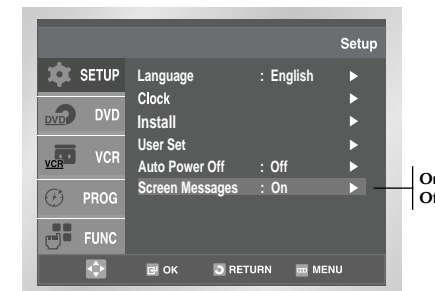 Setup
SETUP
DVD
DVD
VCR
VCR
PROG
FUNC
Language : English
Clock
Install
User Set
Auto Power Off : Off
Screen Messages : On
OK RETURN MENU